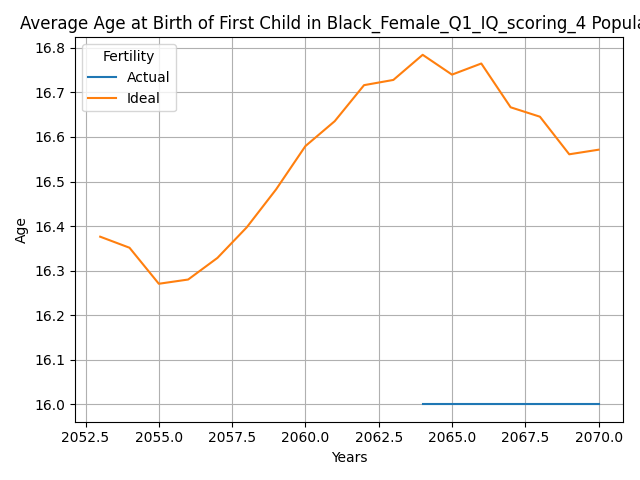 Average Age at Birth of First Child in Black_Female_Q1_IQ_scoring_4 Popula
Fertility
Actual
Ideal
16.8
16.7
16.6
16.5
16.4
16.3
16.2
16.1
16.0
Age
2052.5 2055.0 2057.5 2060.0 2062.5 2065.0 2067.5 2070.0
Years